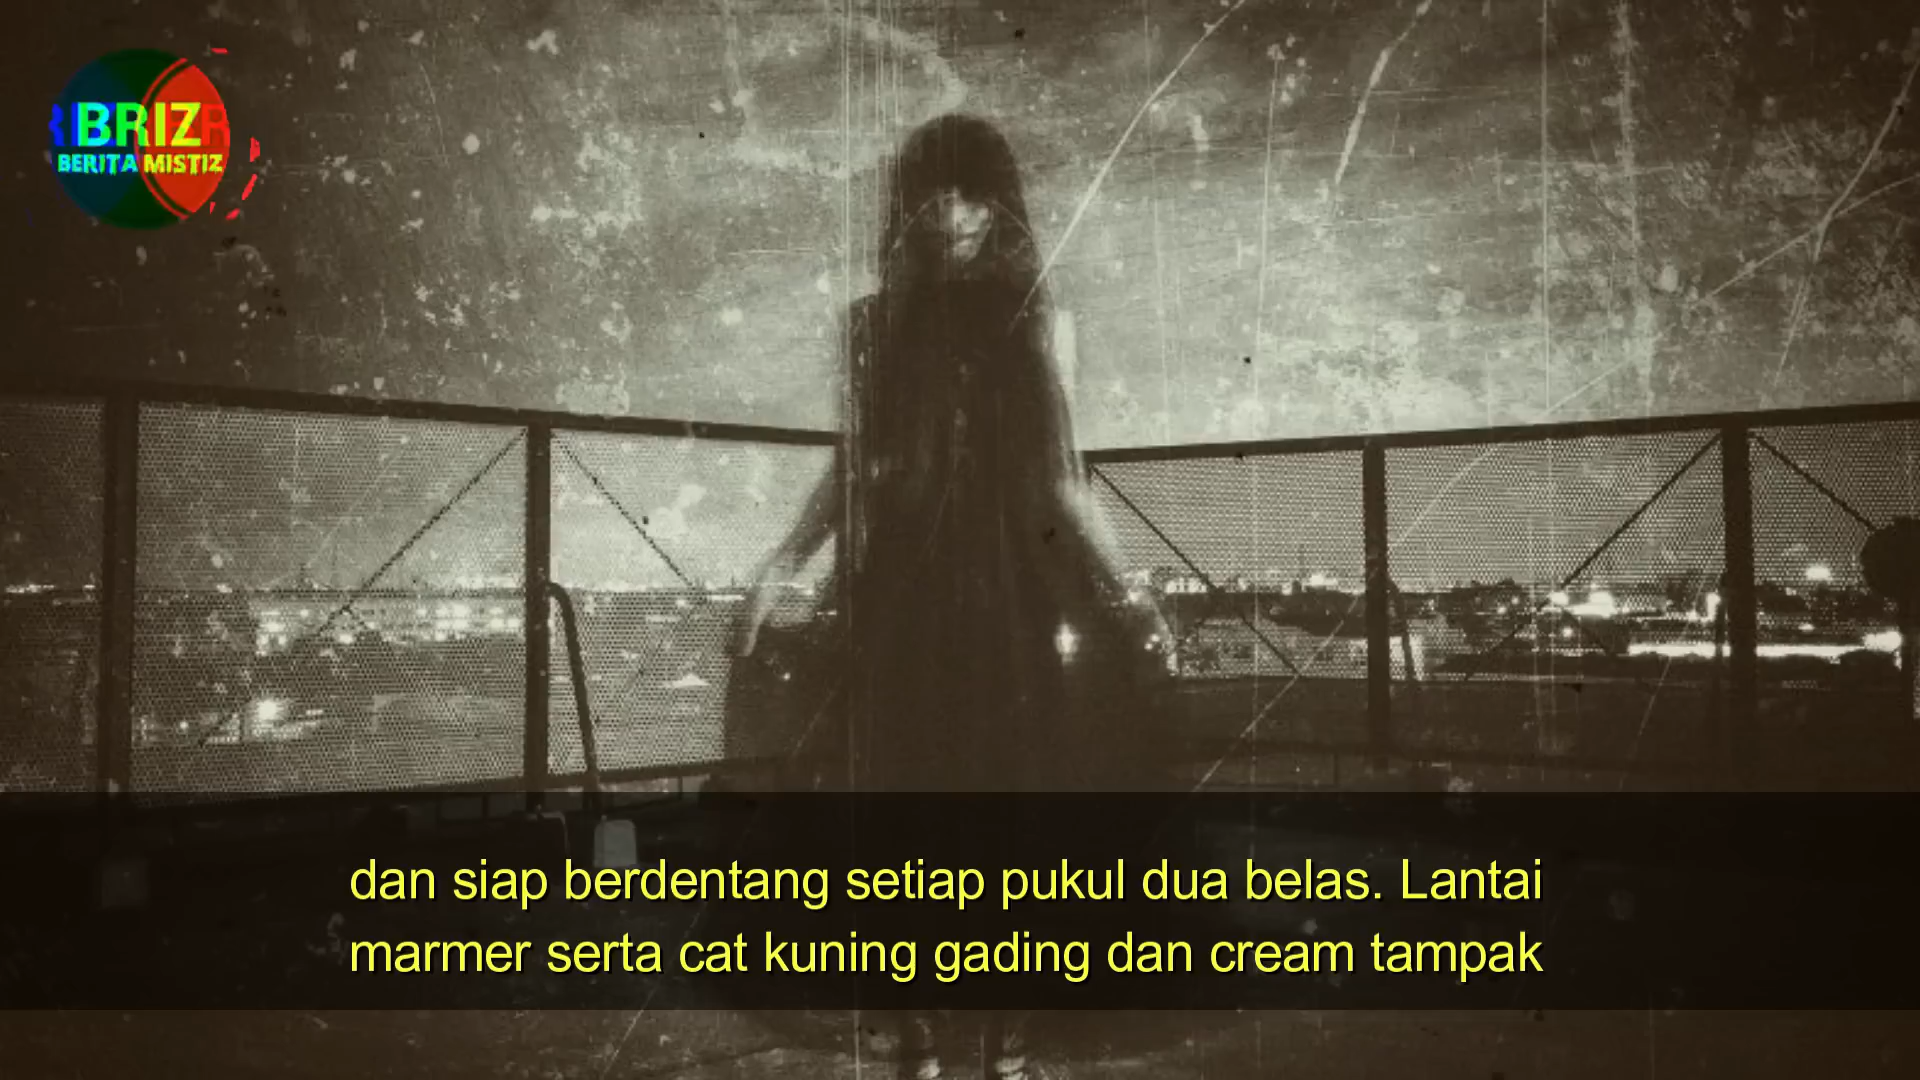 BRIZ
BERITA MISTIZ
dan siap berdentang setiap pukul dua belas. Lantai
marmer serta cat kuning gading dan cream tampak